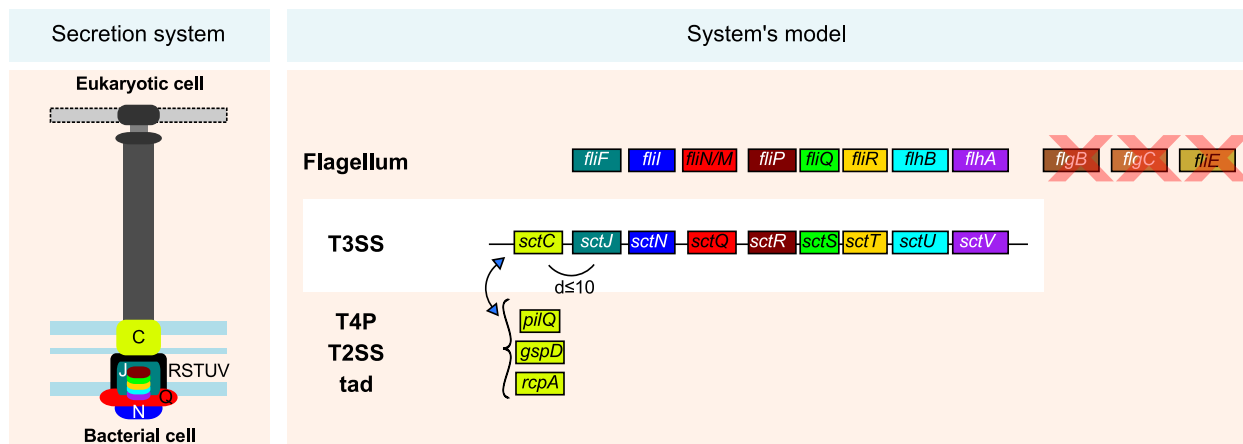 Secretion system
System's model
Eukaryotic cell
C
J
RSTUV
Q
N
Bacterial cell
Flagellum fliF fliI fliN/M fliP fliQ fliR flhB flhA flgB flgC fliE
T3SS sctC sctJ sctN sctQ sctR sctS sctT sctU sctV
d≤10
T4P pilQ
T2SS gspD
tad rcpA